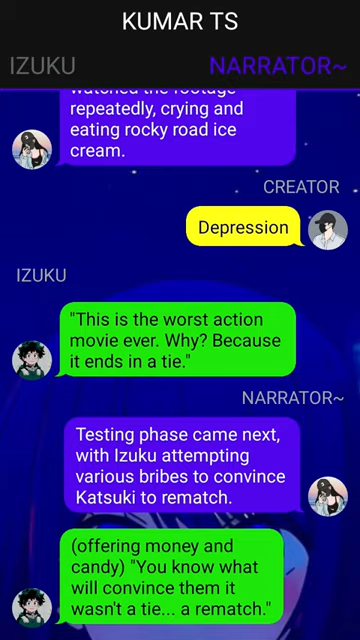 KUMAR TS
IZUKU
NARRATOR~
watched the footage
repeatedly, crying and
eating rocky road ice
cream.
CREATOR
Depression
IZUKU
"This is the worst action
movie ever. Why? Because
it ends in a tie."
NARRATOR~
Testing phase came next,
with Izuku attempting
various bribes to convince
Katsuki to rematch.
(offering money and
candy) "You know what
will convince them it
wasn't a tie... a rematch."